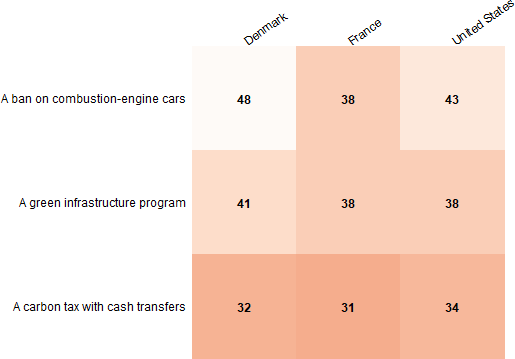 Denmark France United States
A ban on combustion-engine cars 48 38 43
A green infrastructure program 41 38 38
A carbon tax with cash transfers 32 31 34